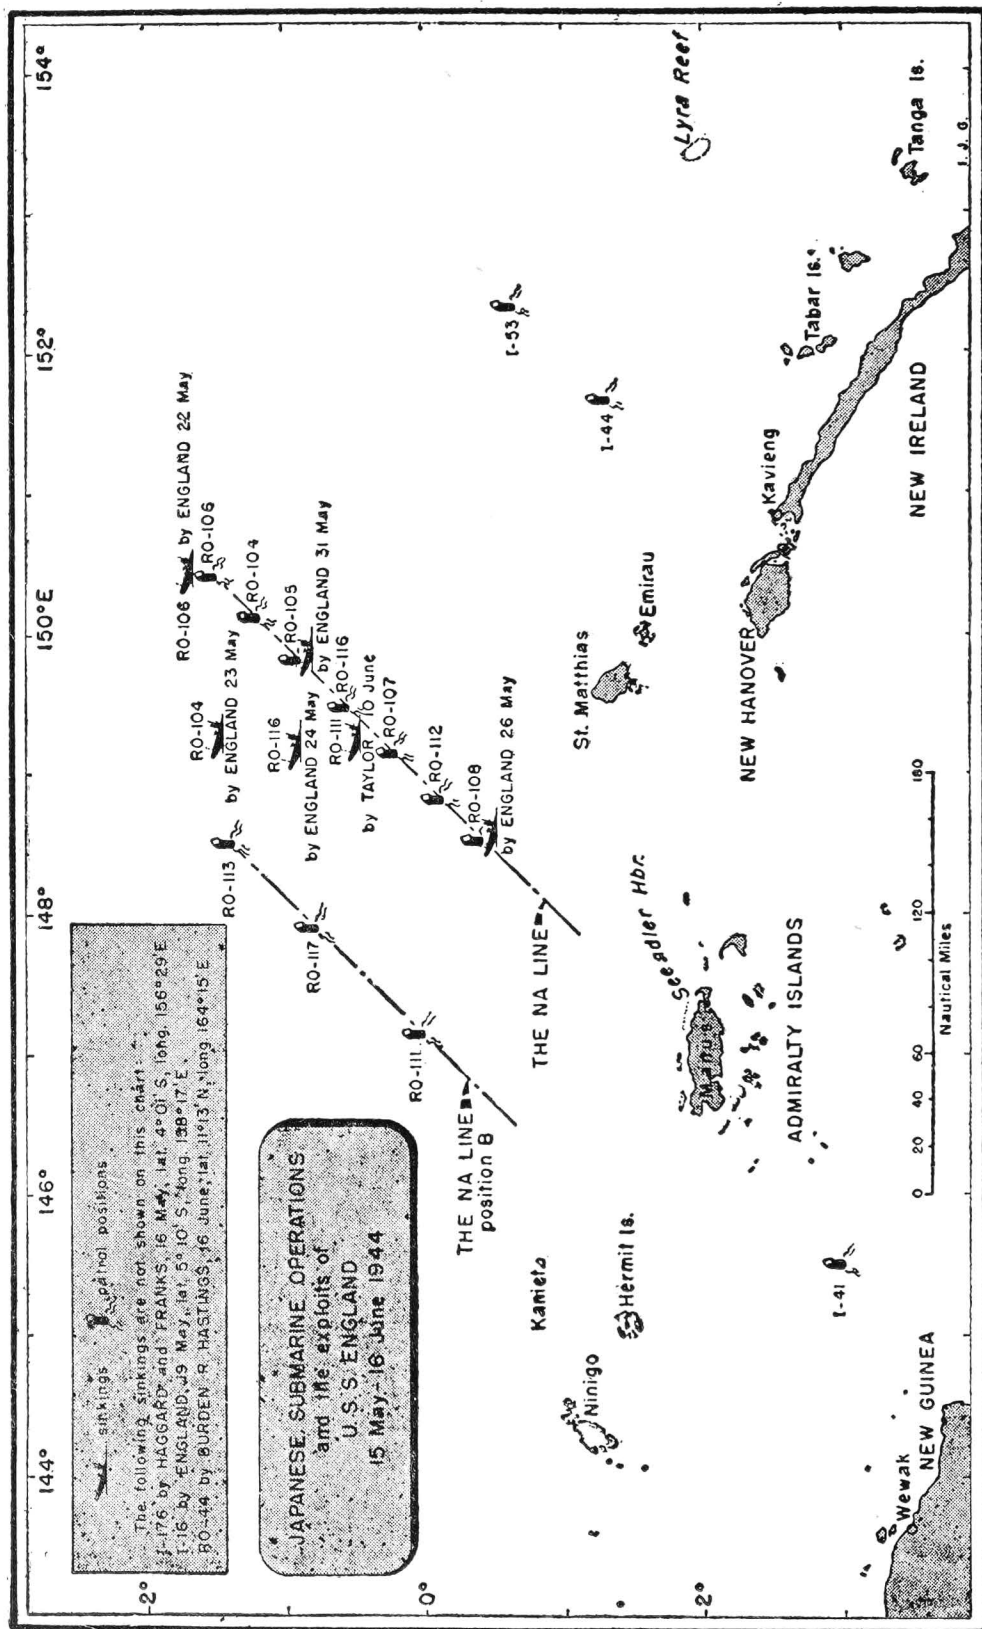 sinkings patrol positions
The following sinkings are not shown on this chart:
I-176 by HAGGARD and FRANKS, 16 May, lat. 4°01' S, long. 156°29' E
I-16 by ENGLAND, 19 May, lat. 5°10' S, long. 158°17' E
RO-44 by BURDEN R HASTINGS, 16 June, lat. 11°13' N, long 164°15' E
JAPANESE SUBMARINE OPERATIONS
and the exploits of
U.S.S. ENGLAND
15 May-16 June 1944
144°
146°
148°
150°E
152°
154°
2°
0°
2°
RO-106 by ENGLAND 22 May
RO-106
RO-104
by ENGLAND 23 May
RO-104
RO-105
by ENGLAND 31 May
RO-116
by ENGLAND 24 May
RO-116
RO-111
by TAYLOR 10 June
RO-107
RO-112
RO-108
by ENGLAND 26 May
RO-113
RO-117
RO-111
THE NA LINE
THE NA LINE
position B
I-53
I-44
I-41
Lyra Reef
Tanga Is.
Tabar Is.
Kavieng
NEW IRELAND
NEW HANOVER
Emirau
St. Matthias
Seeadler Hbr.
Manus
ADMIRALTY ISLANDS
Kaniets
Hermit Is.
Ninigo
Wewak
NEW GUINEA
0 20 40 60 120 180
Nautical Miles
I.J.G.